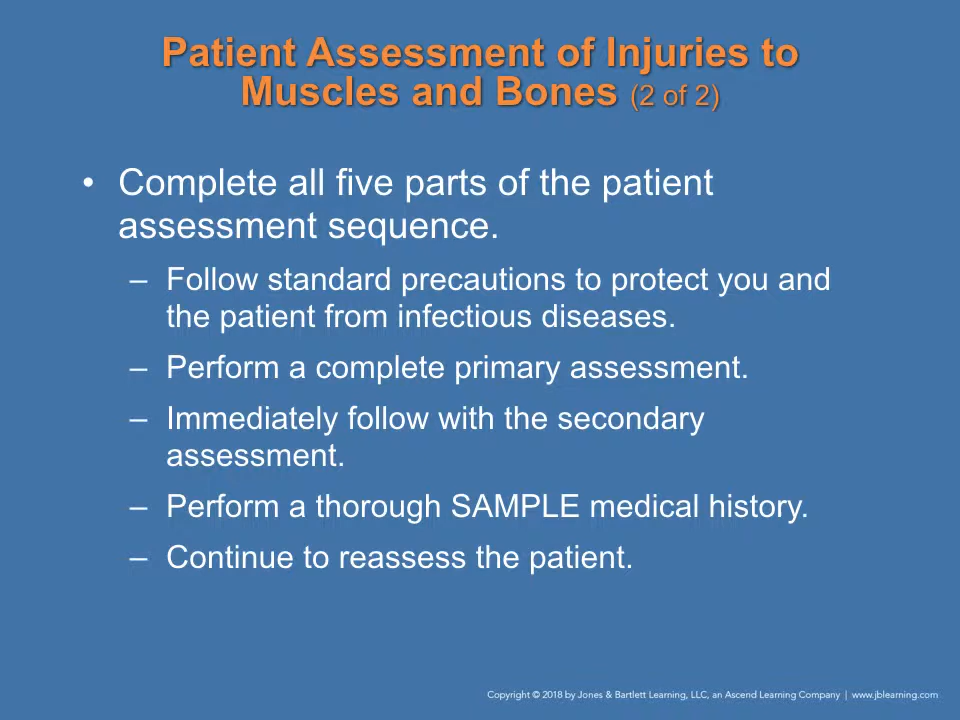 Patient Assessment of Injuries to
Muscles and Bones (2 of 2)
• Complete all five parts of the patient
assessment sequence.
– Follow standard precautions to protect you and
the patient from infectious diseases.
– Perform a complete primary assessment.
– Immediately follow with the secondary
assessment.
– Perform a thorough SAMPLE medical history.
– Continue to reassess the patient.
Copyright © 2018 by Jones & Bartlett Learning, LLC, an Ascend Learning Company | www.jblearning.com